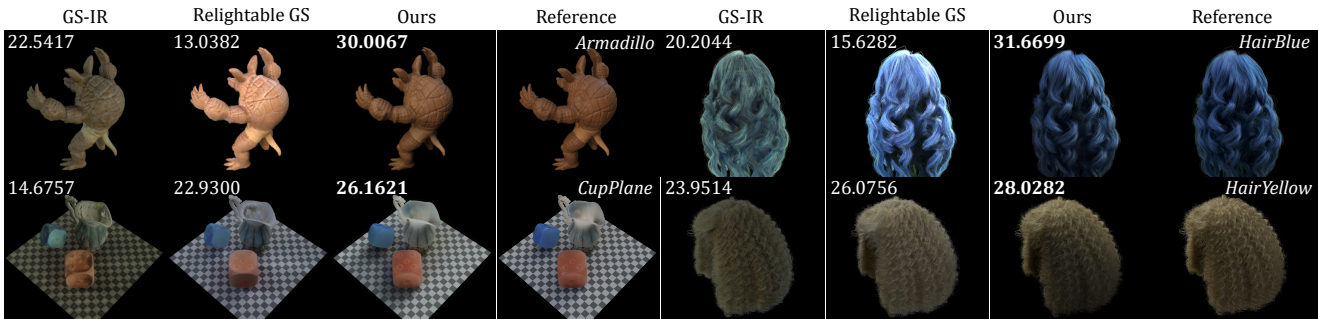 GS-IR Relightable GS Ours Reference GS-IR Relightable GS Ours Reference
22.5417 13.0382 30.0067 Armadillo 20.2044 15.6282 31.6699 HairBlue
14.6757 22.9300 26.1621 CupPlane 23.9514 26.0756 28.0282 HairYellow